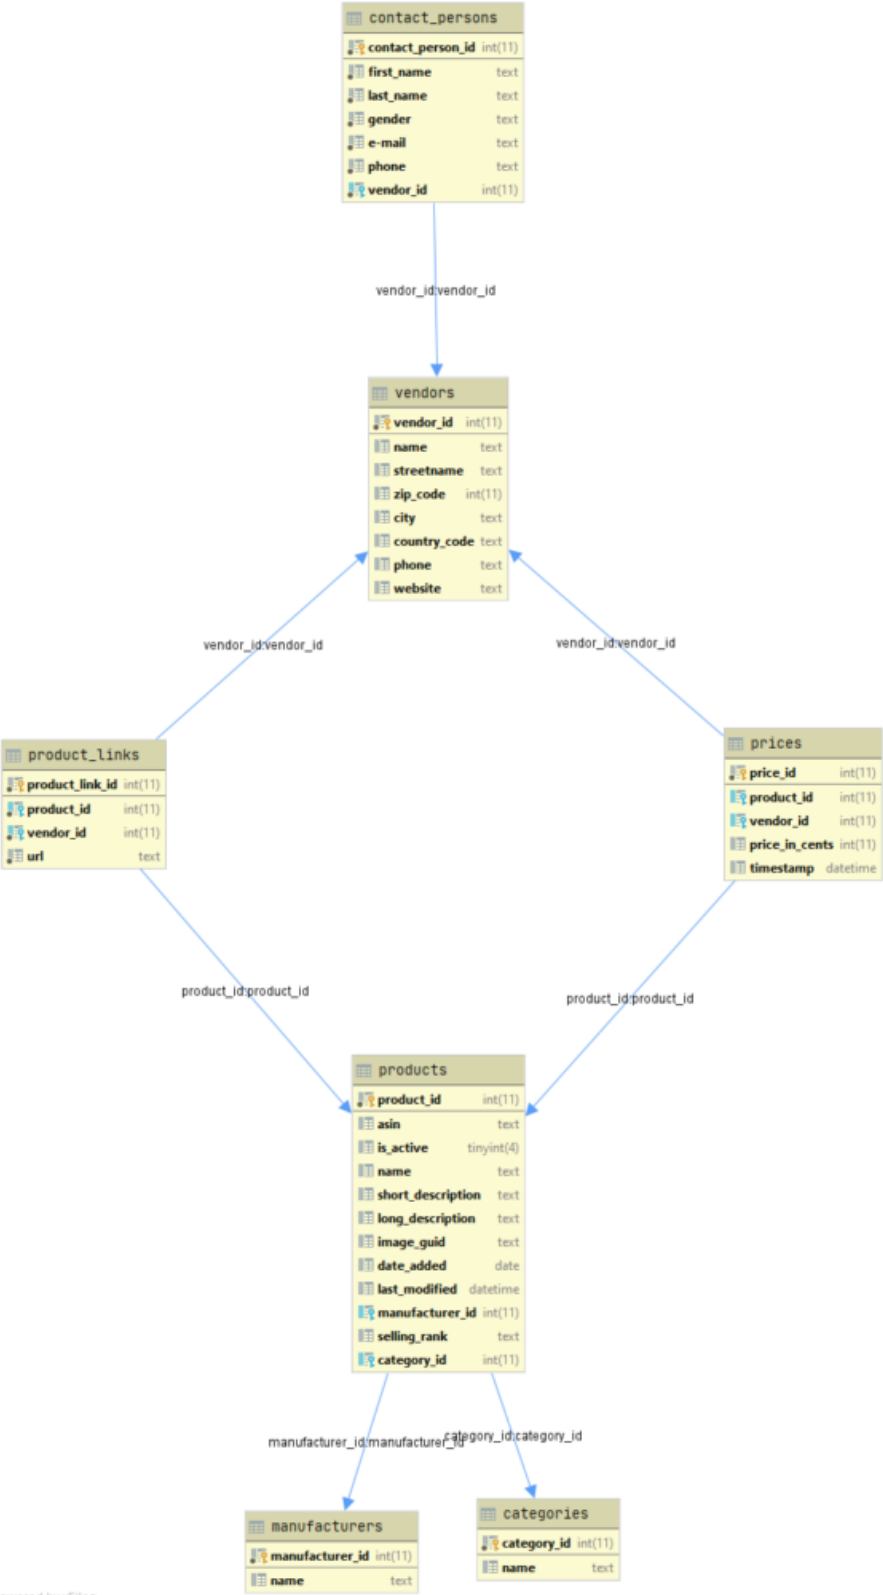 contact_persons
contact_person_id int(11)
first_name text
last_name text
gender text
e-mail text
phone text
vendor_id int(11)
vendor_id:vendor_id
vendors
vendor_id int(11)
name text
streetname text
zip_code int(11)
city text
country_code text
phone text
website text
vendor_id:vendor_id
vendor_id:vendor_id
product_links
product_link_id int(11)
product_id int(11)
vendor_id int(11)
url text
prices
price_id int(11)
product_id int(11)
vendor_id int(11)
price_in_cents int(11)
timestamp datetime
product_id:product_id
product_id:product_id
products
product_id int(11)
asin text
is_active tinyint(4)
name text
short_description text
long_description text
image_guid text
date_added date
last_modified datetime
manufacturer_id int(11)
selling_rank text
category_id int(11)
manufacturer_id:manufacturer_id
category_id:category_id
manufacturers
manufacturer_id int(11)
name text
categories
category_id int(11)
name text